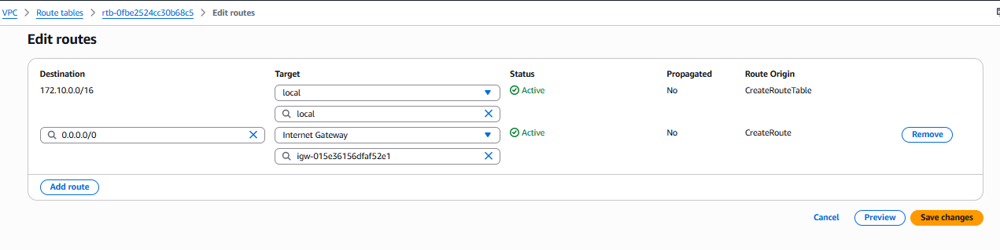 VPC > Route tables > rtb-0fbe2524cc30b68c5 > Edit routes
Edit routes
Destination Target Status Propagated Route Origin
172.10.0.0/16 local Active No CreateRouteTable
local
0.0.0.0/0 Internet Gateway Active No CreateRoute Remove
igw-015e36156dfaf52e1
Add route
Cancel Preview Save changes